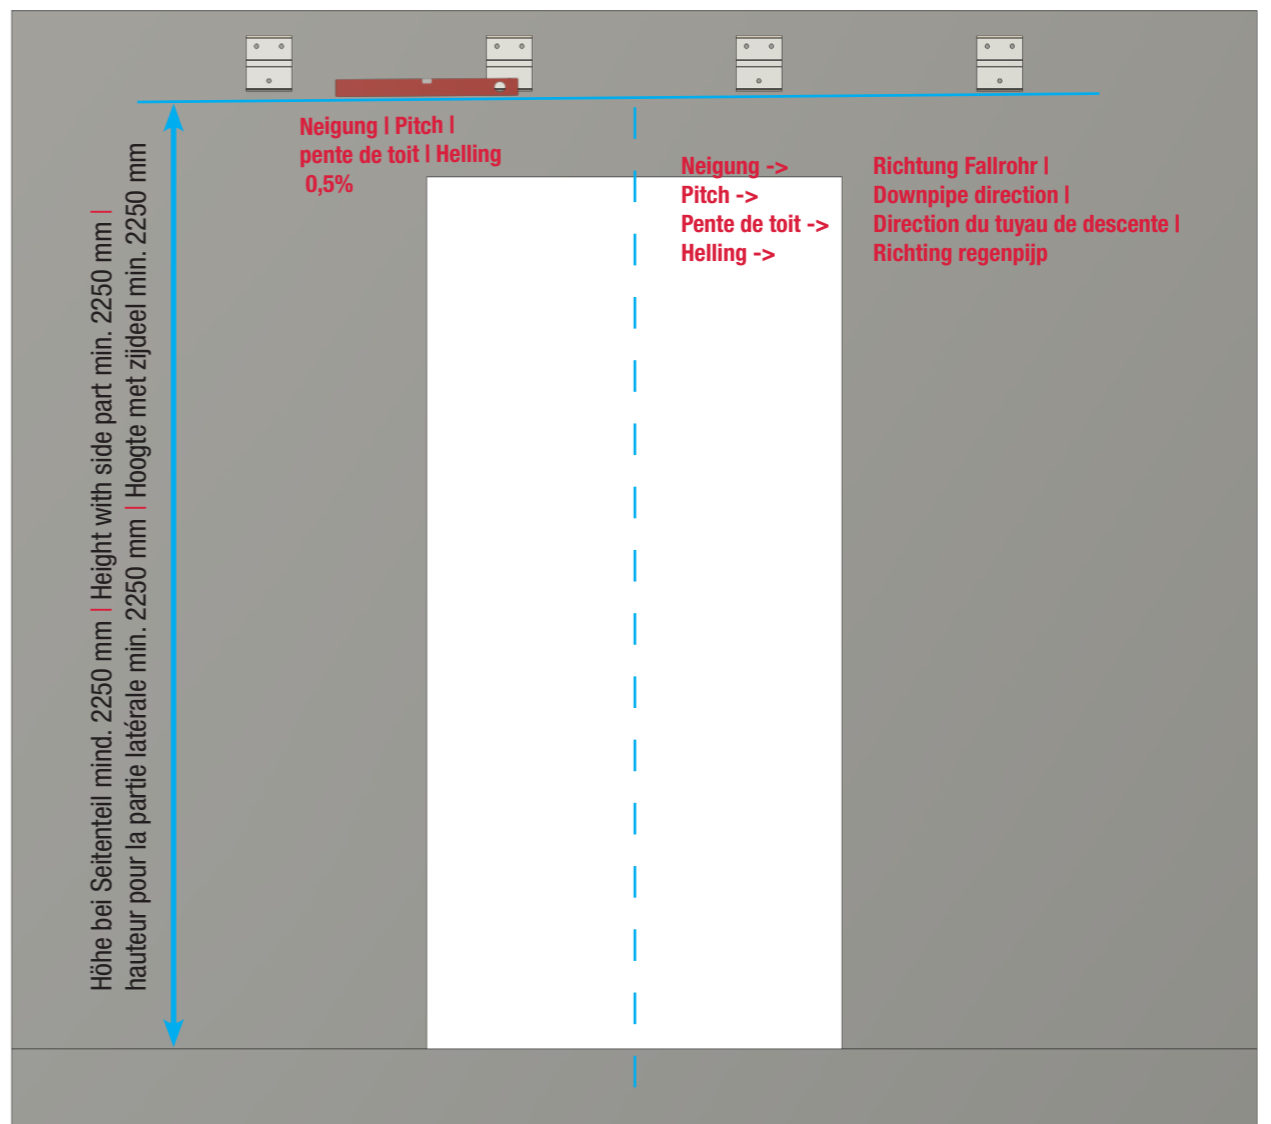 Neigung | Pitch |
pente de toit | Helling
0,5%
Neigung ->
Pitch ->
Pente de toit ->
Helling ->
Richtung Fallrohr |
Downpipe direction |
Direction du tuyau de descente |
Richting regenpijp
Höhe bei Seitenteil mind. 2250 mm | Height with side part min. 2250 mm |
hauteur pour la partie latérale min. 2250 mm | Hoogte met zijdeel min. 2250 mm